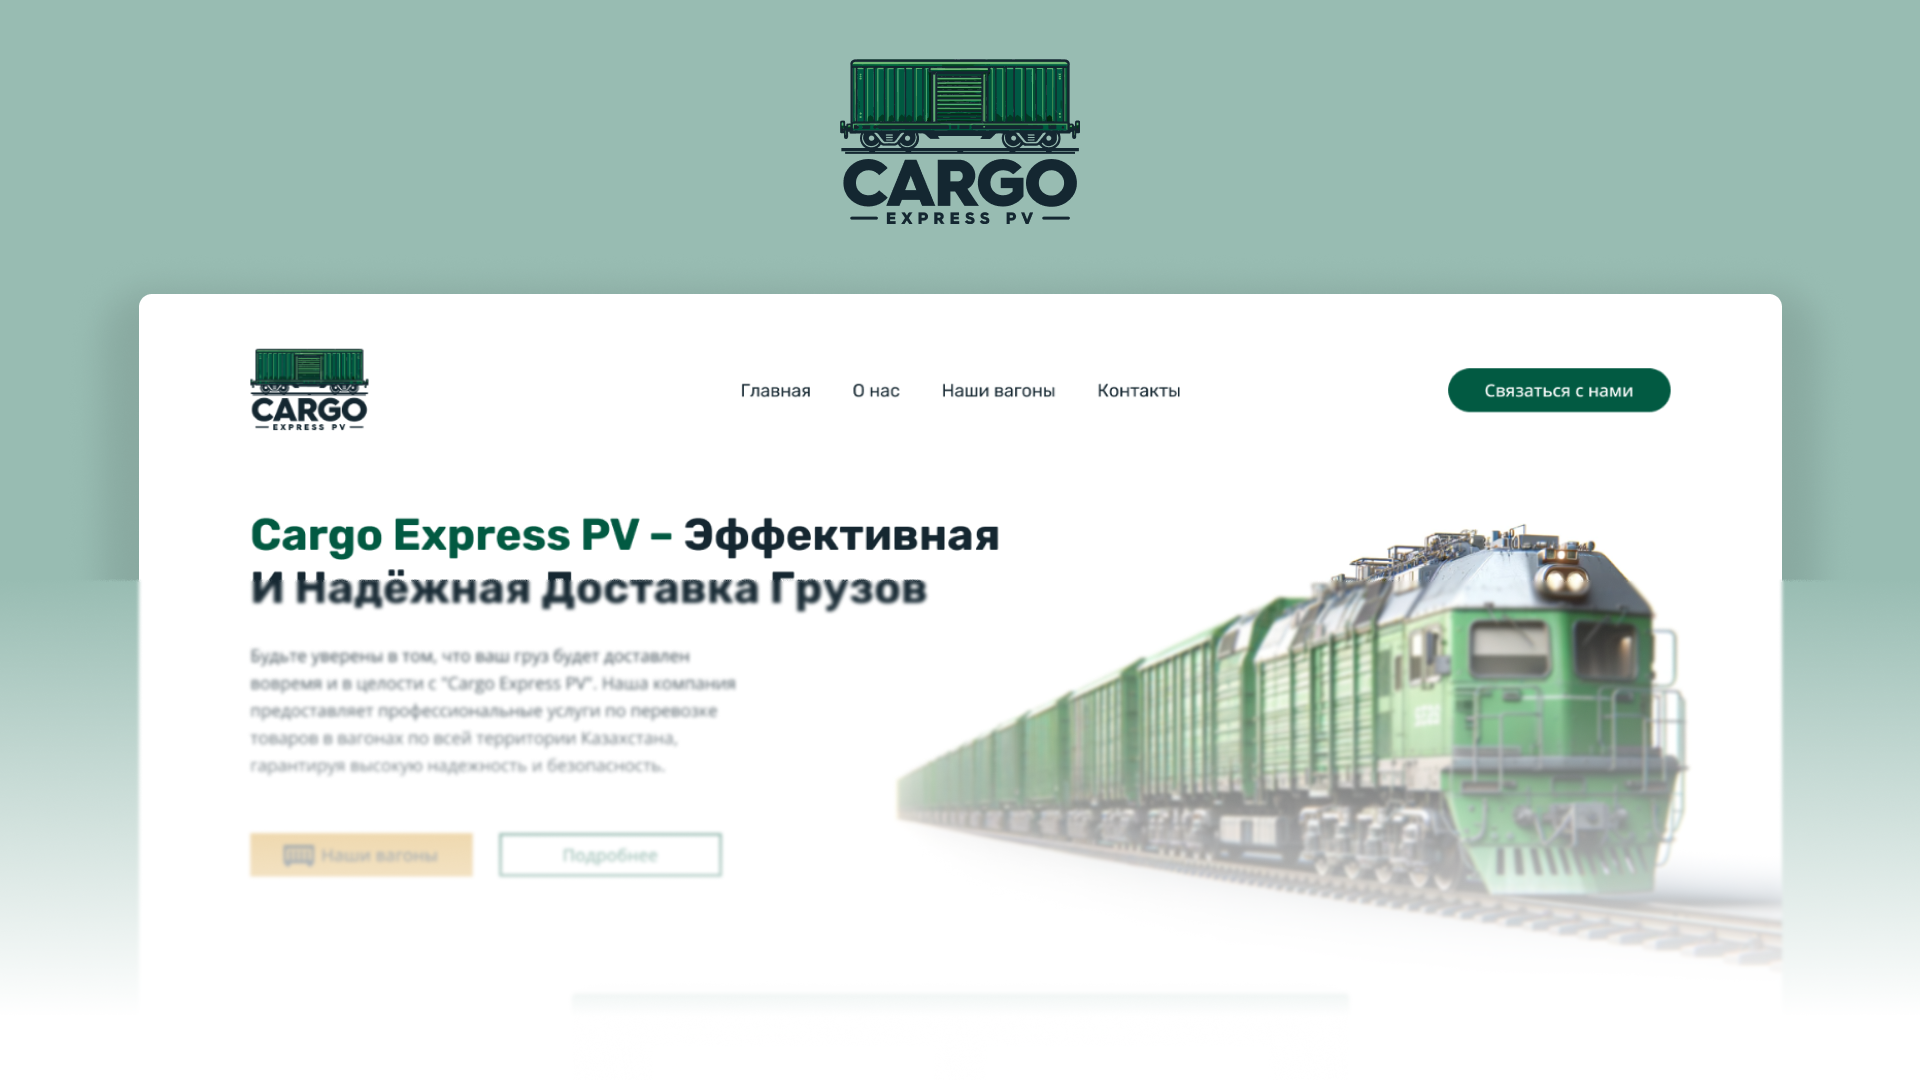 CARGO
EXPRESS PV
CARGO
EXPRESS PV
Главная
О нас
Наши вагоны
Контакты
Связаться с нами
Cargo Express PV – Эффективная
И Надёжная Доставка Грузов
Будьте уверены в том, что ваш груз будет доставлен
вовремя и в целости с "Cargo Express PV". Наша компания
предоставляет профессиональные услуги по перевозке
товаров в вагонах по всей территории Казахстана,
гарантируя высокую надежность и безопасность.
Наши вагоны
Подробнее